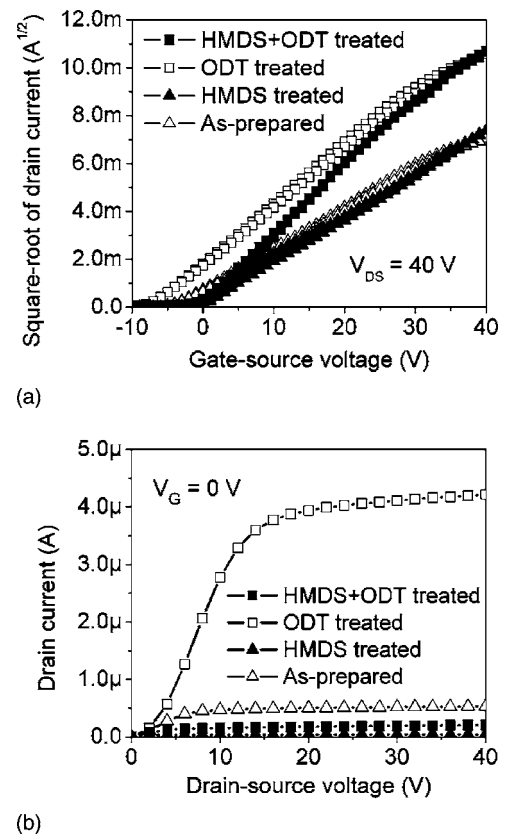 (a)
Square-root of drain current (A1/2)
12.0m
10.0m
8.0m
6.0m
4.0m
2.0m
0.0
HMDS+ODT treated
ODT treated
HMDS treated
As-prepared
VDS = 40 V
-10 0 10 20 30 40
Gate-source voltage (V)
(b)
Drain current (A)
5.0µ
4.0µ
3.0µ
2.0µ
1.0µ
0.0
VG = 0 V
HMDS+ODT treated
ODT treated
HMDS treated
As-prepared
0 10 20 30 40
Drain-source voltage (V)